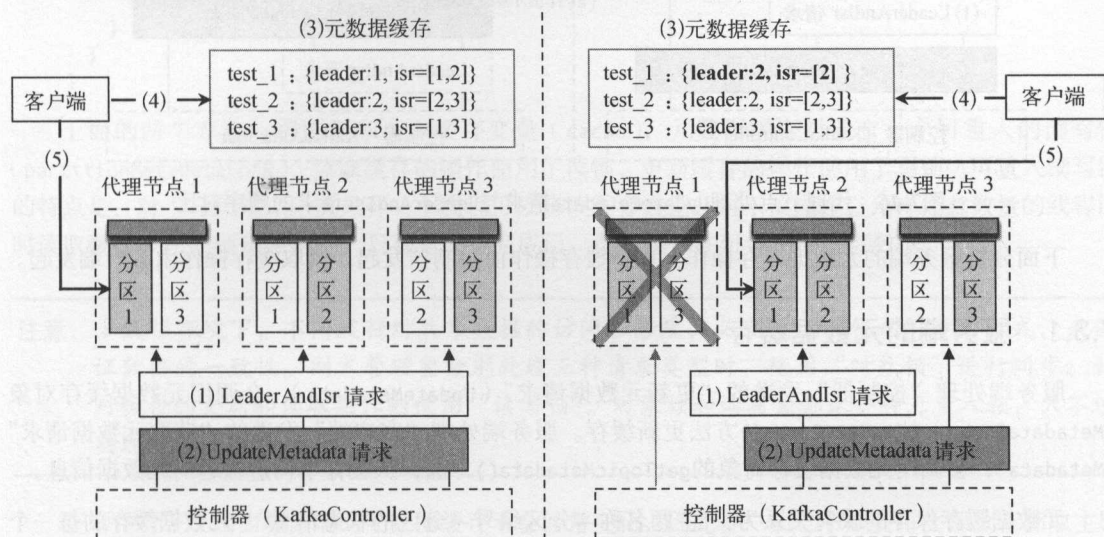 (3)元数据缓存
test_1 :{leader:1, isr=[1,2]}
test_2 :{leader:2, isr=[2,3]}
test_3 :{leader:3, isr=[1,3]}
客户端
(4)
(5)
代理节点 1
代理节点 2
代理节点 3
分区1
分区3
分区1
分区2
分区2
分区3
(1) LeaderAndIsr 请求
(2) UpdateMetadata 请求
控制器（KafkaController）
(3)元数据缓存
test_1 :{leader:2, isr=[2] }
test_2 :{leader:2, isr=[2,3]}
test_3 :{leader:3, isr=[1,3]}
客户端
(4)
(5)
代理节点 1
代理节点 2
代理节点 3
分区1
分区3
分区1
分区2
分区2
分区3
(1) LeaderAndIsr 请求
(2) UpdateMetadata 请求
控制器（KafkaController）